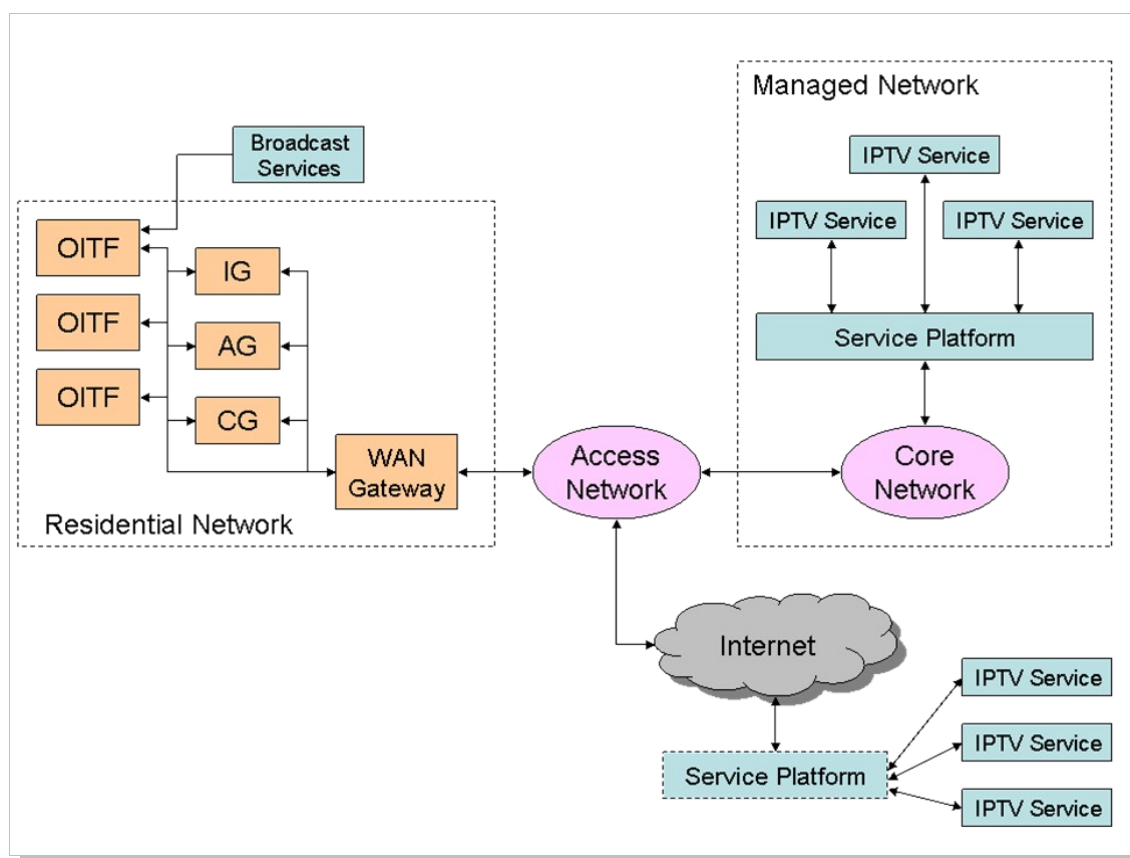 Managed Network
Broadcast
Services
IPTV Service
IPTV Service
IPTV Service
OITF
IG
OITF
AG
Service Platform
OITF
CG
WAN
Gateway
Access
Network
Core
Network
Residential Network
Internet
IPTV Service
IPTV Service
Service Platform
IPTV Service